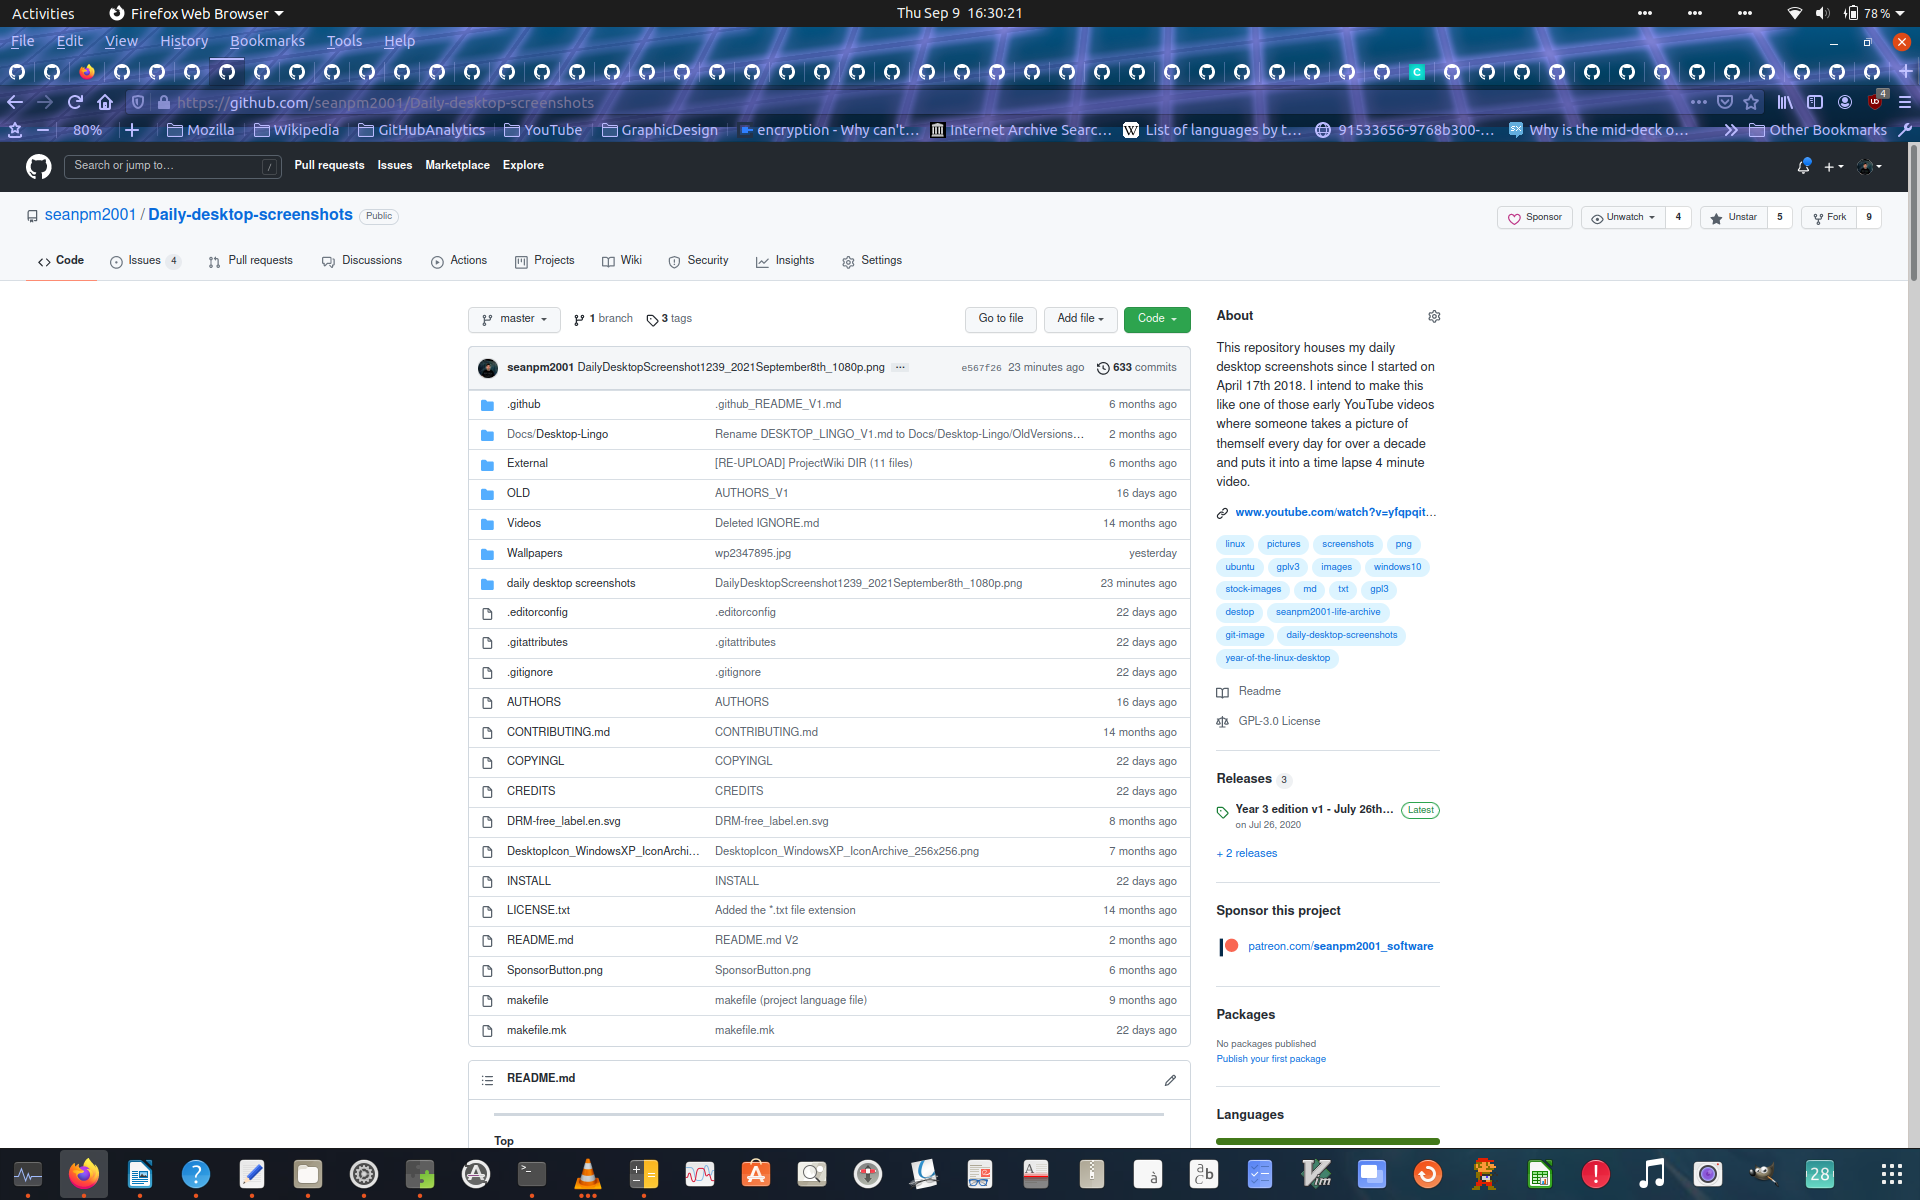 Activities Firefox Web Browser Thu Sep 9 16:30:21 78 %
File Edit View History Bookmarks Tools Help
https://github.com/seanpm2001/Daily-desktop-screenshots 4
80% Mozilla Wikipedia GitHubAnalytics YouTube GraphicDesign encryption - Why can't... Internet Archive Searc... List of languages by t... 91533656-9768b300-... Why is the mid-deck o... Other Bookmarks
Search or jump to... / Pull requests Issues Marketplace Explore
seanpm2001 / Daily-desktop-screenshots Public Sponsor Unwatch 4 Unstar 5 Fork 9
Code Issues 4 Pull requests Discussions Actions Projects Wiki Security Insights Settings
master 1 branch 3 tags Go to file Add file Code
seanpm2001 DailyDesktopScreenshot1239_2021September8th_1080p.png ... e567f26 23 minutes ago 633 commits
.github .github_README_V1.md 6 months ago
Docs/Desktop-Lingo Rename DESKTOP_LINGO_V1.md to Docs/Desktop-Lingo/OldVersions... 2 months ago
External [RE-UPLOAD] ProjectWiki DIR (11 files) 6 months ago
OLD AUTHORS_V1 16 days ago
Videos Deleted IGNORE.md 14 months ago
Wallpapers wp2347895.jpg yesterday
daily desktop screenshots DailyDesktopScreenshot1239_2021September8th_1080p.png 23 minutes ago
.editorconfig .editorconfig 22 days ago
.gitattributes .gitattributes 22 days ago
.gitignore .gitignore 22 days ago
AUTHORS AUTHORS 16 days ago
CONTRIBUTING.md CONTRIBUTING.md 14 months ago
COPYINGL COPYINGL 22 days ago
CREDITS CREDITS 22 days ago
DRM-free_label.en.svg DRM-free_label.en.svg 8 months ago
DesktopIcon_WindowsXP_IconArchi... DesktopIcon_WindowsXP_IconArchive_256x256.png 7 months ago
INSTALL INSTALL 22 days ago
LICENSE.txt Added the *.txt file extension 14 months ago
README.md README.md V2 2 months ago
SponsorButton.png SponsorButton.png 6 months ago
makefile makefile (project language file) 9 months ago
makefile.mk makefile.mk 22 days ago
README.md
Top
About
This repository houses my daily
desktop screenshots since I started on
April 17th 2018. I intend to make this
like one of those early YouTube videos
where someone takes a picture of
themself every day for over a decade
and puts it into a time lapse 4 minute
video.
www.youtube.com/watch?v=yfqpqit...
linux pictures screenshots png
ubuntu gplv3 images windows10
stock-images md txt gpl3
destop seanpm2001-life-archive
git-image daily-desktop-screenshots
year-of-the-linux-desktop
Readme
GPL-3.0 License
Releases 3
Year 3 edition v1 - July 26th... Latest
on Jul 26, 2020
+ 2 releases
Sponsor this project
patreon.com/seanpm2001_software
Packages
No packages published
Publish your first package
Languages
28